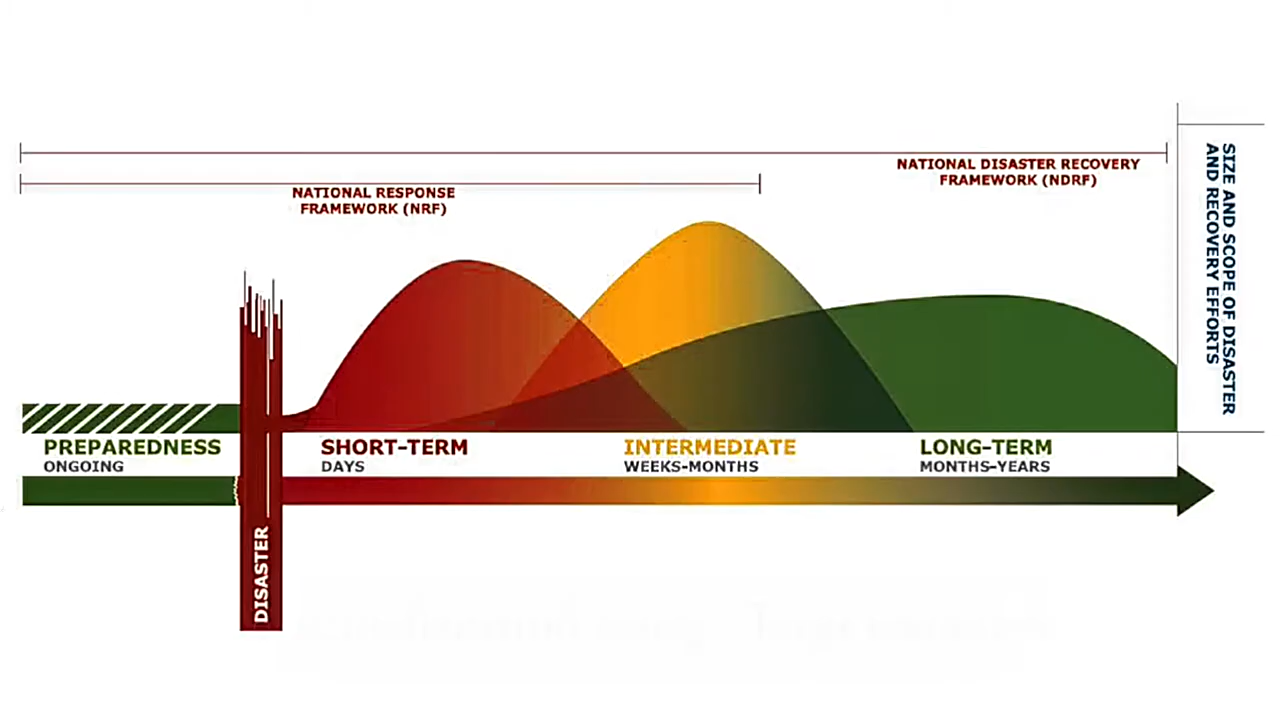 NATIONAL DISASTER RECOVERY
FRAMEWORK (NDRF)
NATIONAL RESPONSE
FRAMEWORK (NRF)
SIZE AND SCOPE OF DISASTER
AND RECOVERY EFFORTS
PREPAREDNESS
ONGOING
SHORT-TERM
DAYS
INTERMEDIATE
WEEKS-MONTHS
LONG-TERM
MONTHS-YEARS
DISASTER